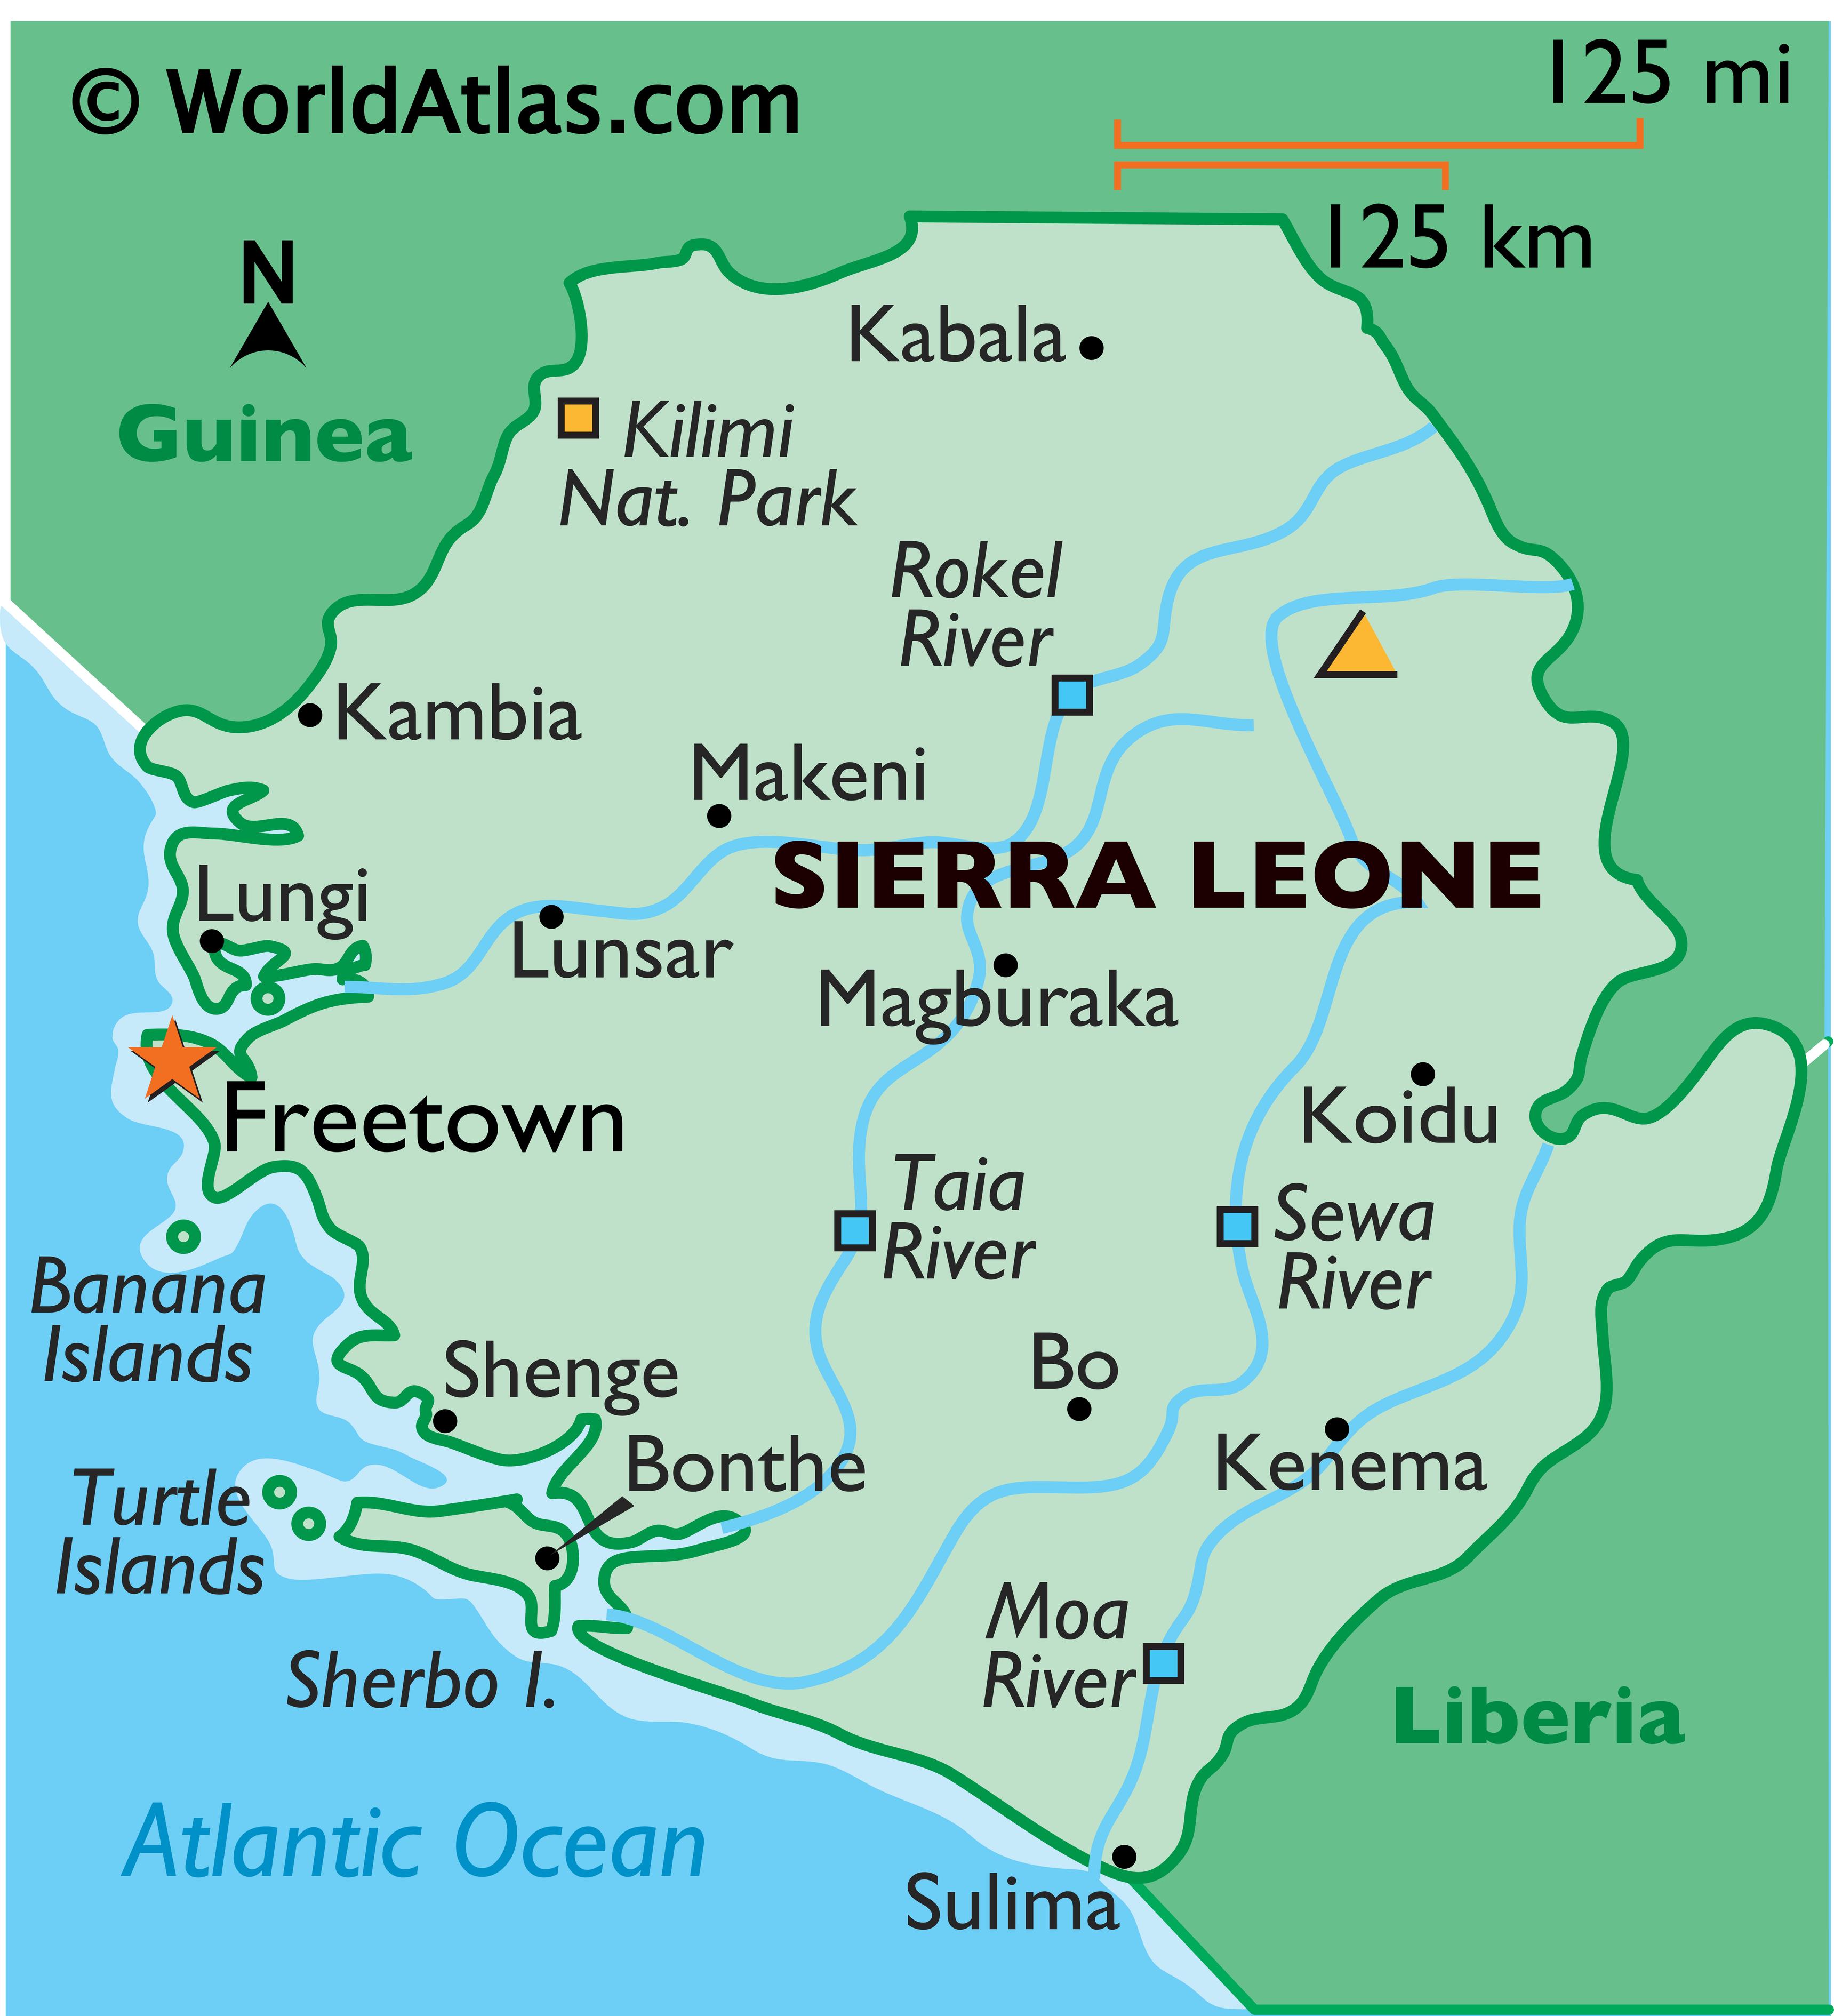 © WorldAtlas.com
125 mi
125 km
N
Guinea
Kabala
Kilimi
Nat. Park
Rokel
River
Kambia
Makeni
SIERRA LEONE
Lungi
Lunsar
Magburaka
Freetown
Koidu
Taia
River
Sewa
River
Banana
Islands
Shenge
Bo
Bonthe
Kenema
Turtle
Islands
Moa
River
Sherbo I.
Liberia
Atlantic Ocean
Sulima